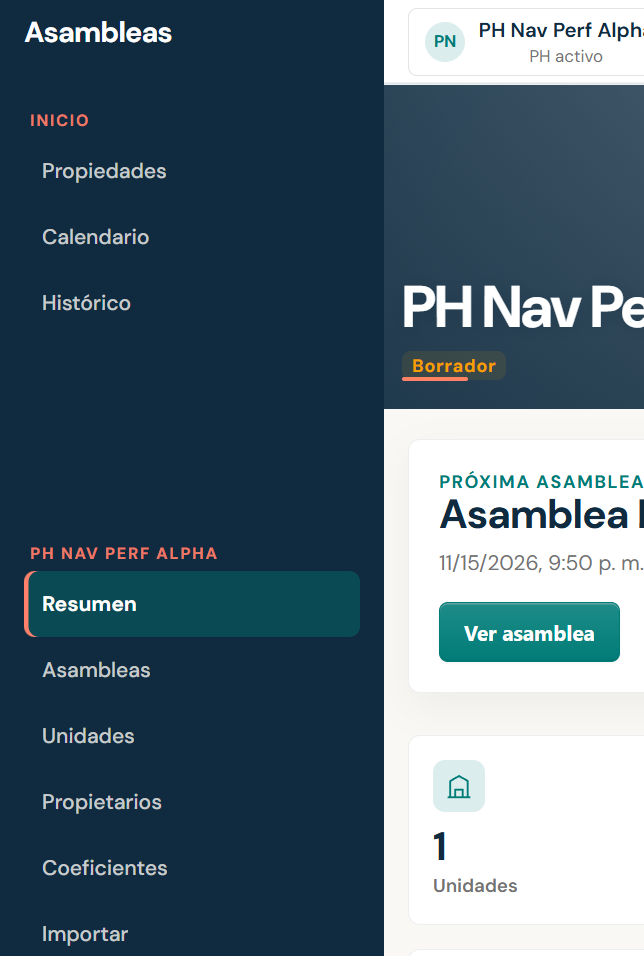 Asambleas
INICIO
Propiedades
Calendario
Histórico
PH NAV PERF ALPHA
Resumen
Asambleas
Unidades
Propietarios
Coeficientes
Importar
PN
PH Nav Perf Alpha
PH activo
PH Nav Pe
Borrador
PRÓXIMA ASAMBLEA
Asamblea
11/15/2026, 9:50 p. m.
Ver asamblea
1
Unidades